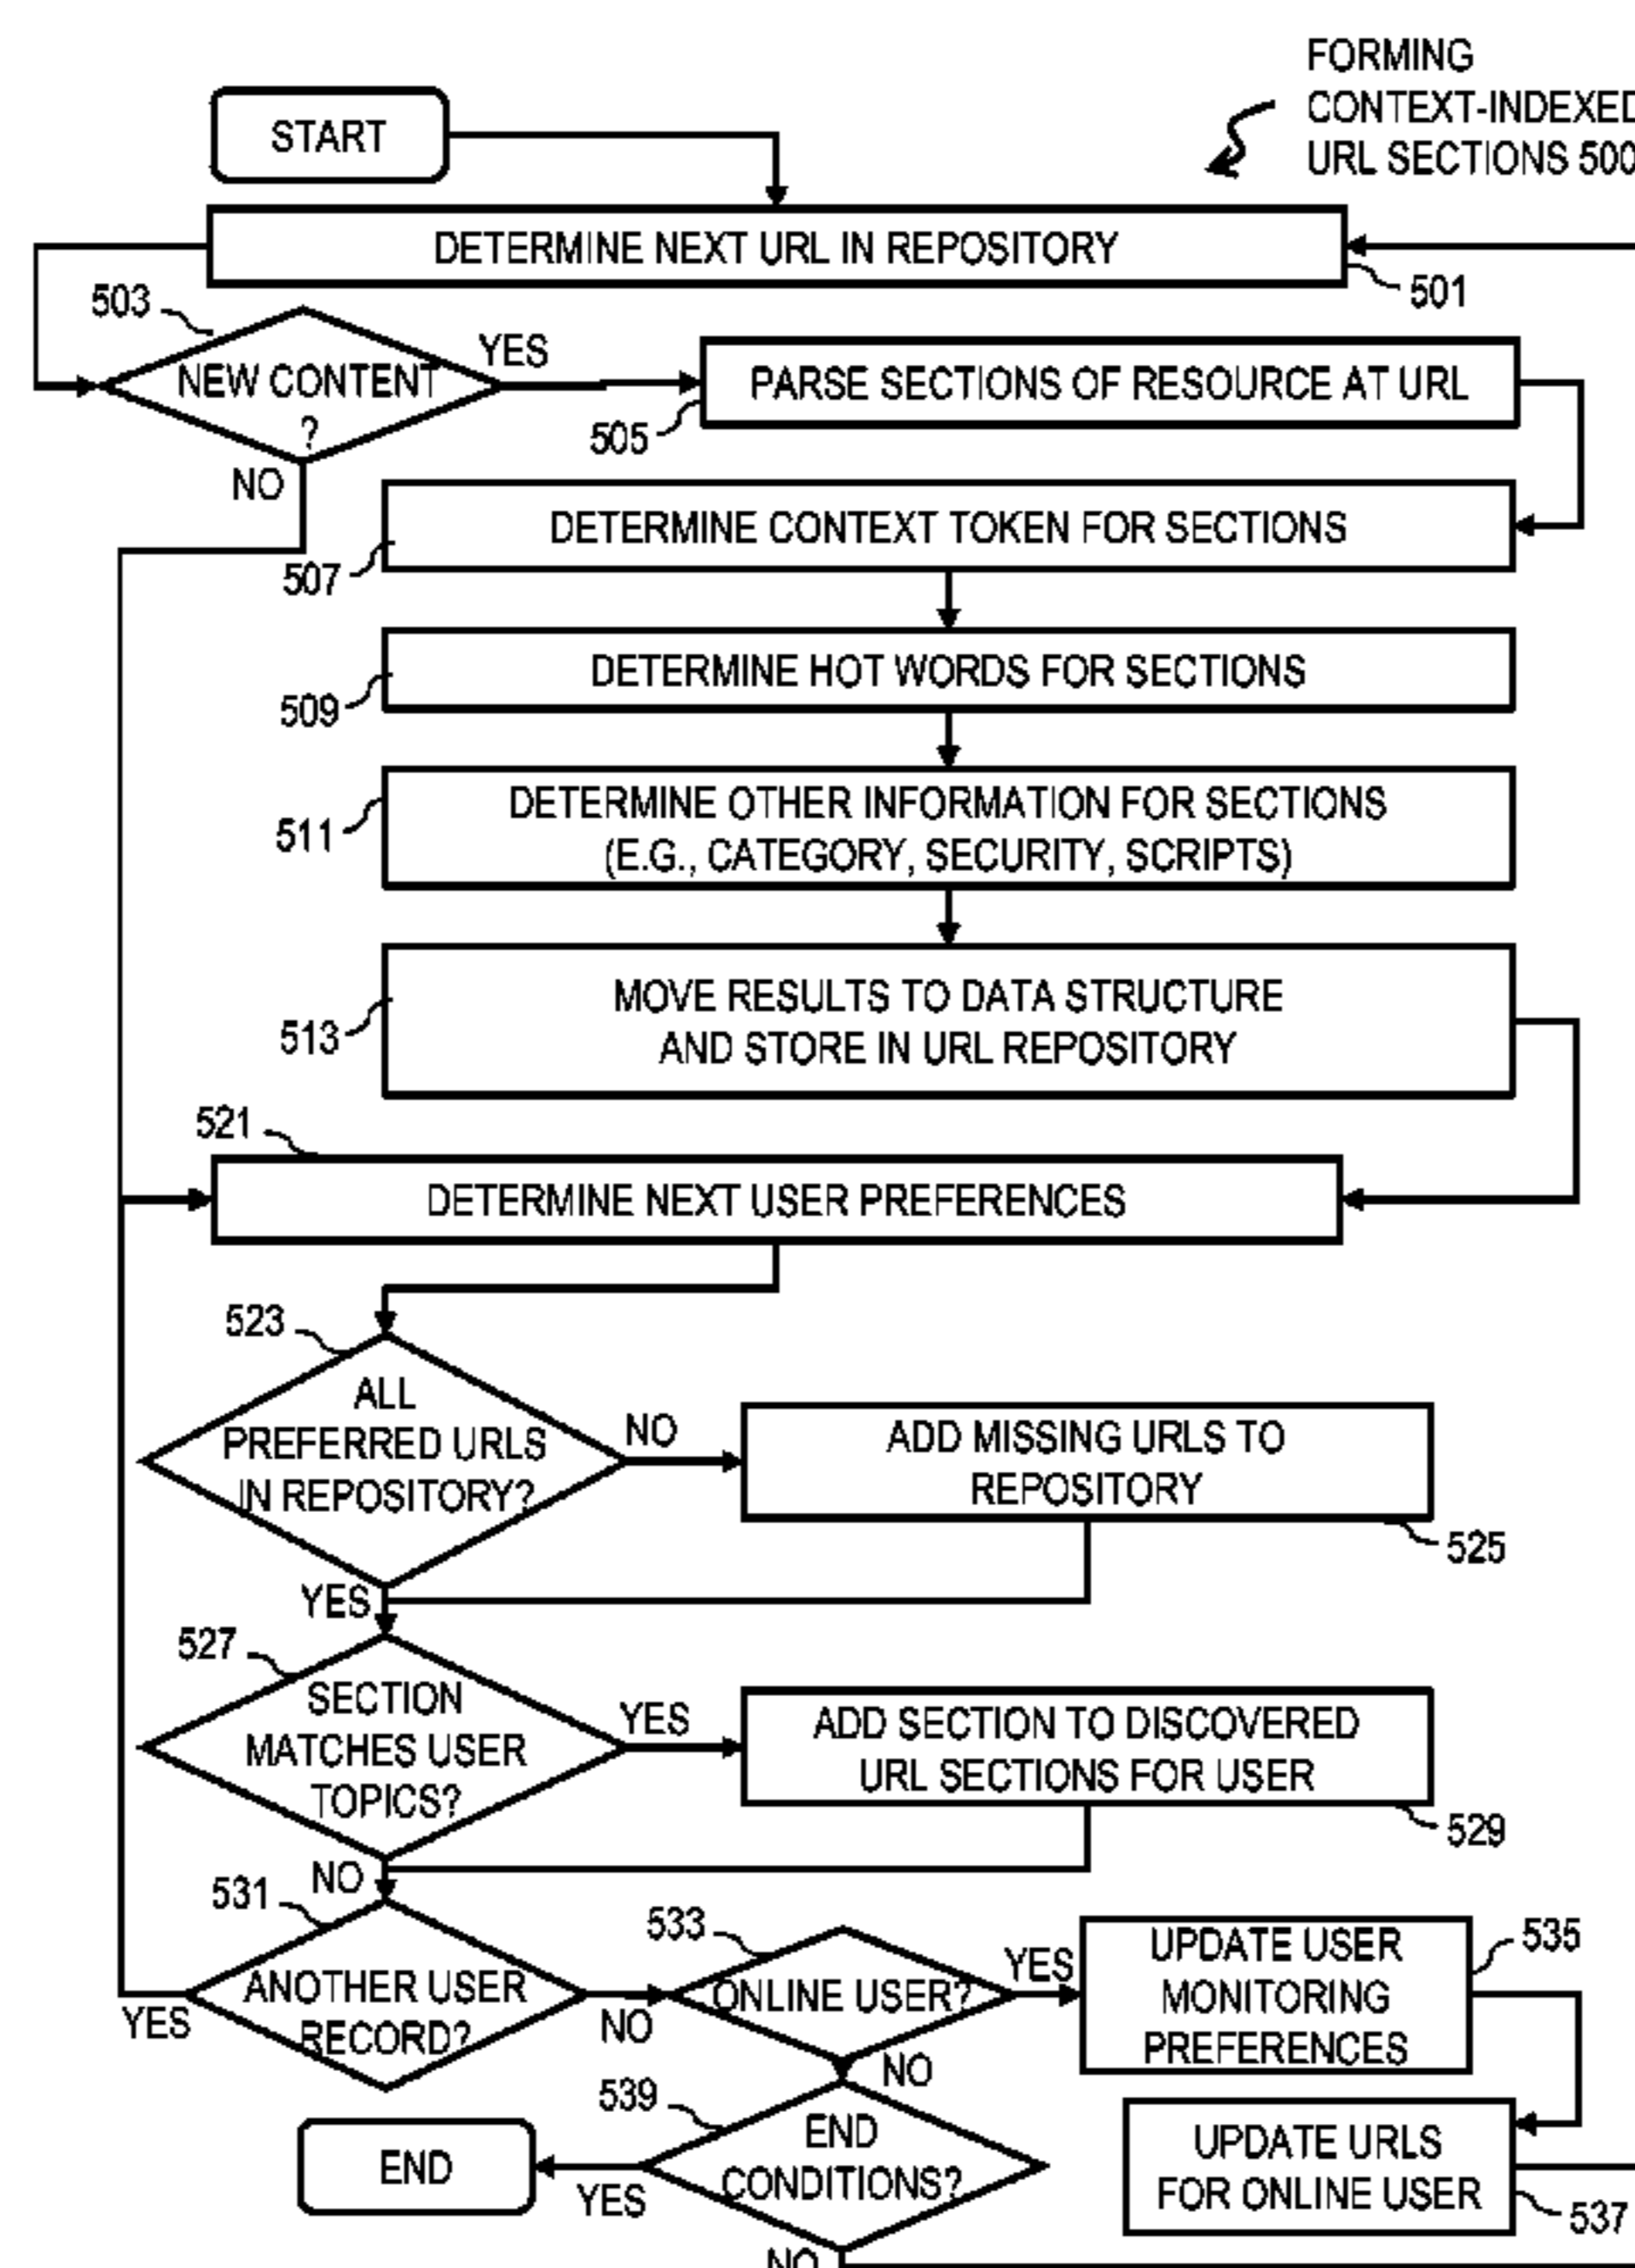 FORMING
CONTEXT-INDEXED
URL SECTIONS 500
START
DETERMINE NEXT URL IN REPOSITORY
501
503
NEW CONTENT
?
YES
NO
PARSE SECTIONS OF RESOURCE AT URL
505
DETERMINE CONTEXT TOKEN FOR SECTIONS
507
DETERMINE HOT WORDS FOR SECTIONS
509
DETERMINE OTHER INFORMATION FOR SECTIONS
(E.G., CATEGORY, SECURITY, SCRIPTS)
511
MOVE RESULTS TO DATA STRUCTURE
AND STORE IN URL REPOSITORY
513
521
DETERMINE NEXT USER PREFERENCES
523
ALL
PREFERRED URLS
IN REPOSITORY?
NO
ADD MISSING URLS TO
REPOSITORY
525
YES
527
SECTION
MATCHES USER
TOPICS?
YES
ADD SECTION TO DISCOVERED
URL SECTIONS FOR USER
529
NO
531
ANOTHER USER
RECORD?
YES
NO
533
ONLINE USER?
YES
UPDATE USER
MONITORING
PREFERENCES
535
NO
539
END
CONDITIONS?
YES
END
UPDATE URLS
FOR ONLINE USER
537
NO